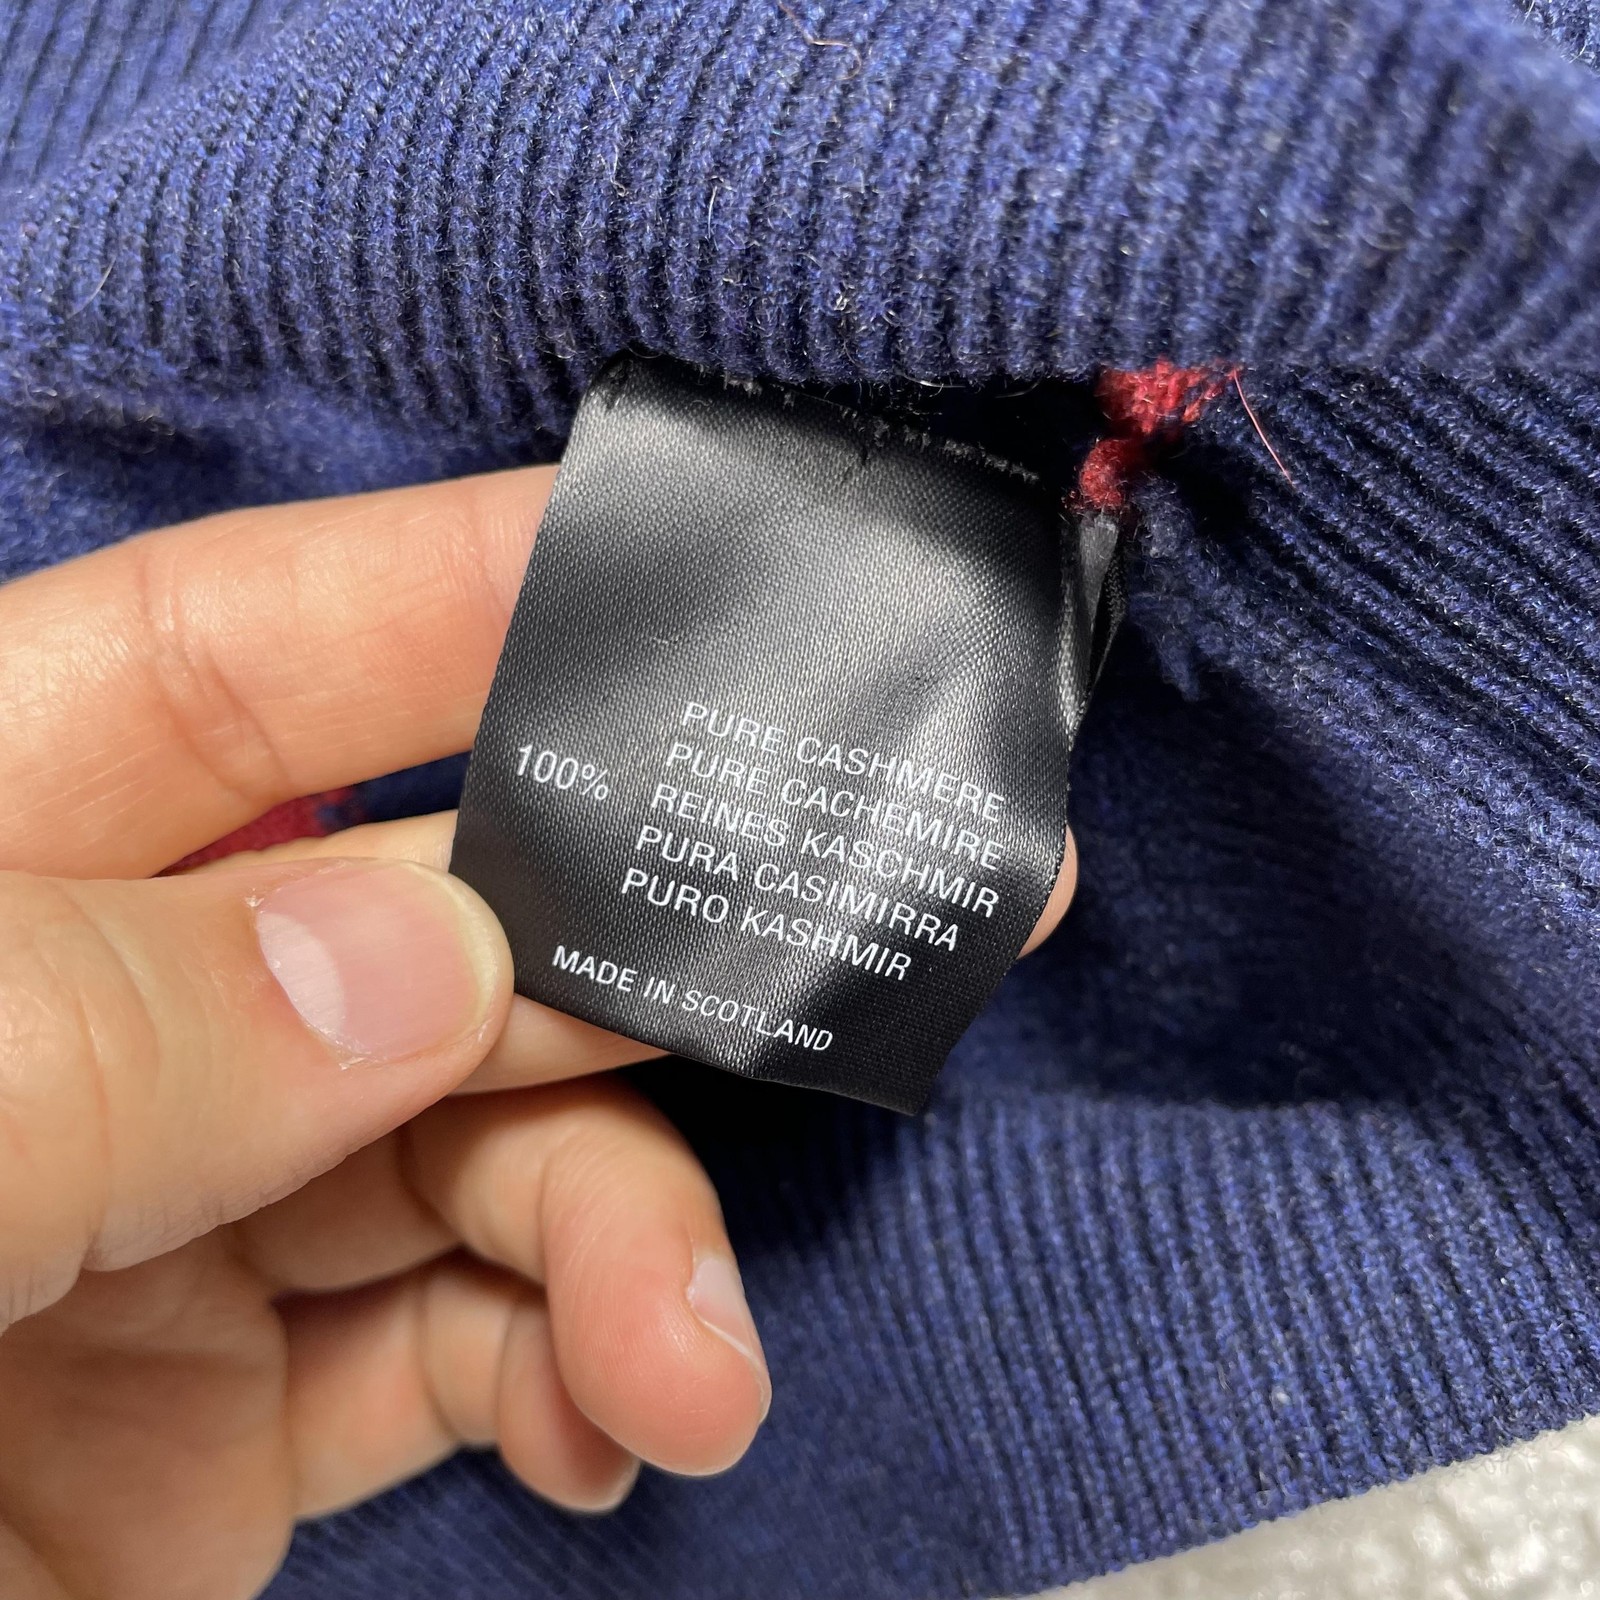 PURE CASHMERE
PURE CACHEMIRE
100% REINES KASCHMIR
PURA CASIMIRRA
PURO KASHMIR
MADE IN SCOTLAND